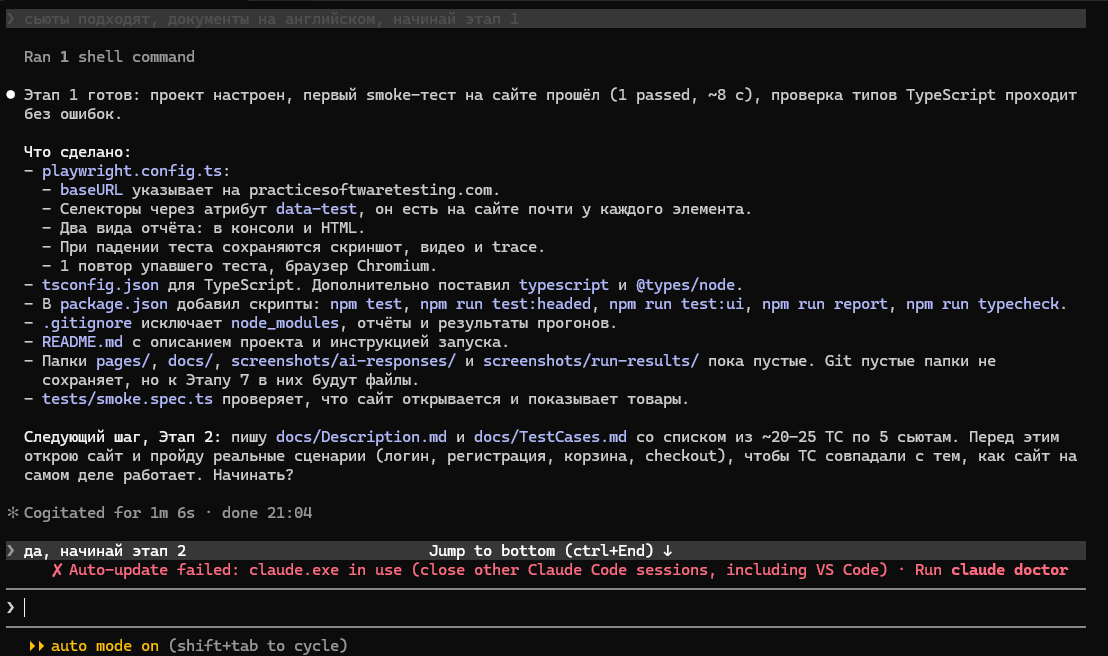 ❯ сьюты подходят, документы на английском, начинай этап 1
Ran 1 shell command
● Этап 1 готов: проект настроен, первый smoke-тест на сайте прошёл (1 passed, ~8 с), проверка типов TypeScript проходит
без ошибок.
Что сделано:
- playwright.config.ts:
- baseURL указывает на practicesoftwaretesting.com.
- Селекторы через атрибут data-test, он есть на сайте почти у каждого элемента.
- Два вида отчёта: в консоли и HTML.
- При падении теста сохраняются скриншот, видео и trace.
- 1 повтор упавшего теста, браузер Chromium.
- tsconfig.json для TypeScript. Дополнительно поставил typescript и @types/node.
- В package.json добавил скрипты: npm test, npm run test:headed, npm run test:ui, npm run report, npm run typecheck.
- .gitignore исключает node_modules, отчёты и результаты прогонов.
- README.md с описанием проекта и инструкцией запуска.
- Папки pages/, docs/, screenshots/ai-responses/ и screenshots/run-results/ пока пустые. Git пустые папки не
сохраняет, но к Этапу 7 в них будут файлы.
- tests/smoke.spec.ts проверяет, что сайт открывается и показывает товары.
Следующий шаг, Этап 2: пишу docs/Description.md и docs/TestCases.md со списком из ~20–25 ТС по 5 сьютам. Перед этим
открою сайт и пройду реальные сценарии (логин, регистрация, корзина, checkout), чтобы ТС совпадали с тем, как сайт на
самом деле работает. Начинать?
✻ Cogitated for 1m 6s · done 21:04
❯ да, начинай этап 2 Jump to bottom (ctrl+End) ↓
✗ Auto-update failed: claude.exe in use (close other Claude Code sessions, including VS Code) · Run claude doctor
❯
⏵⏵ auto mode on (shift+tab to cycle)